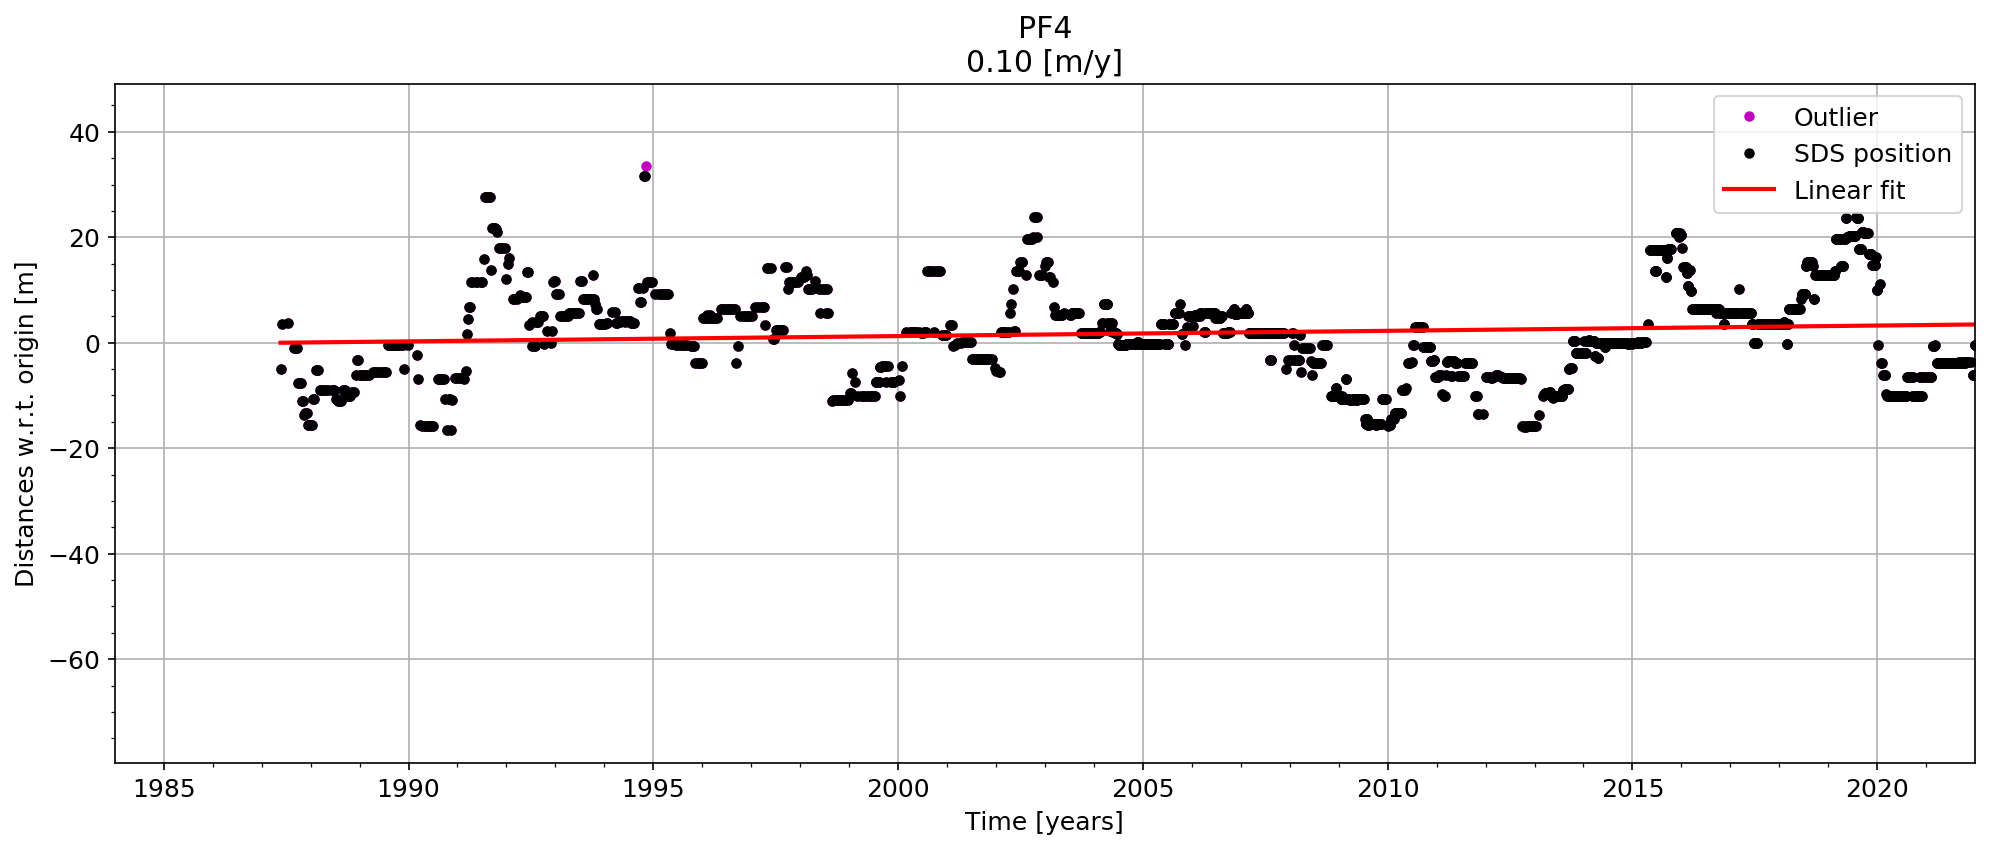 PF4
0.10 [m/y]
Outlier
SDS position
Linear fit
Distances w.r.t. origin [m]
40
20
0
−20
−40
−60
1985 1990 1995 2000 2005 2010 2015 2020
Time [years]